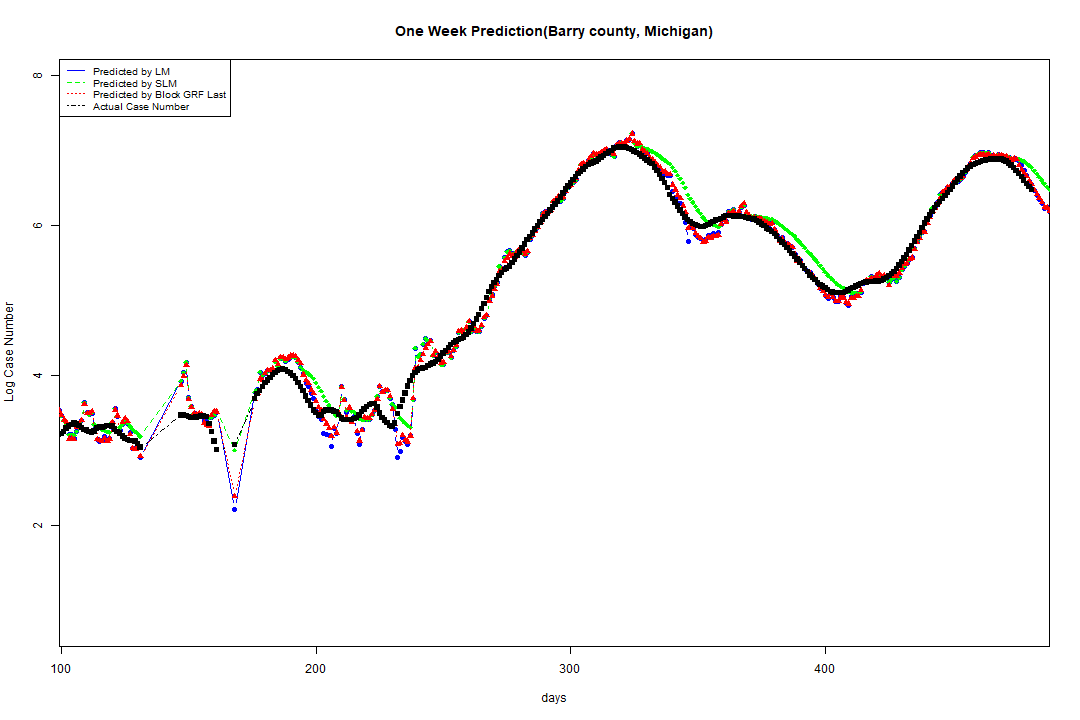 One Week Prediction(Barry county, Michigan)
Predicted by LM
Predicted by SLM
Predicted by Block GRF Last
Actual Case Number
8
6
4
2
Log Case Number
100 200 300 400
days